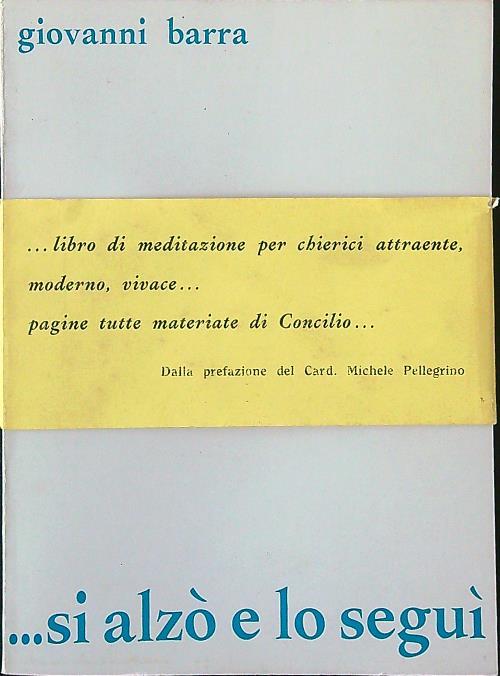 giovanni barra
...libro di meditazione per chierici attraente,
moderno, vivace...
pagine tutte materiate di Concilio...
Dalla prefazione del Card. Michele Pellegrino
...si alzò e lo seguì